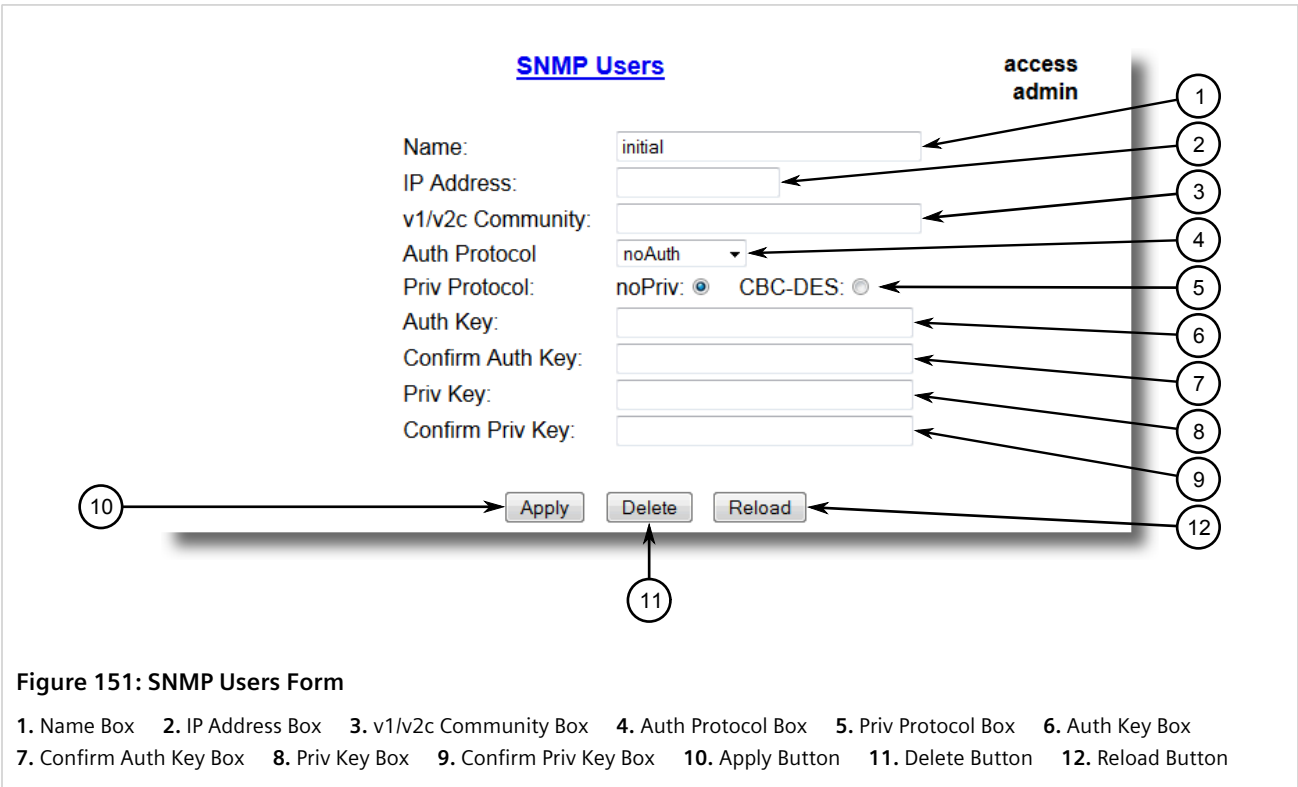 SNMP Users
access
admin
1
Name: initial
2
IP Address:
3
v1/v2c Community:
4
Auth Protocol noAuth
Priv Protocol: noPriv: CBC-DES:
5
Auth Key:
6
Confirm Auth Key:
7
Priv Key:
8
Confirm Priv Key:
9
10
Apply Delete Reload
12
11
Figure 151: SNMP Users Form
1. Name Box 2. IP Address Box 3. v1/v2c Community Box 4. Auth Protocol Box 5. Priv Protocol Box 6. Auth Key Box
7. Confirm Auth Key Box 8. Priv Key Box 9. Confirm Priv Key Box 10. Apply Button 11. Delete Button 12. Reload Button